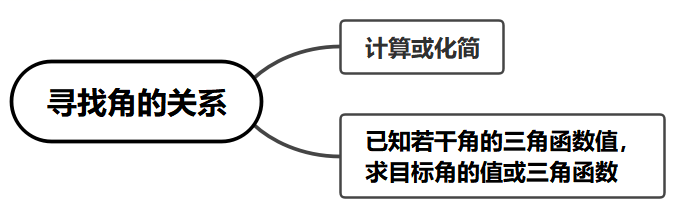 寻找角的关系
计算或化简
已知若干角的三角函数值，
求目标角的值或三角函数